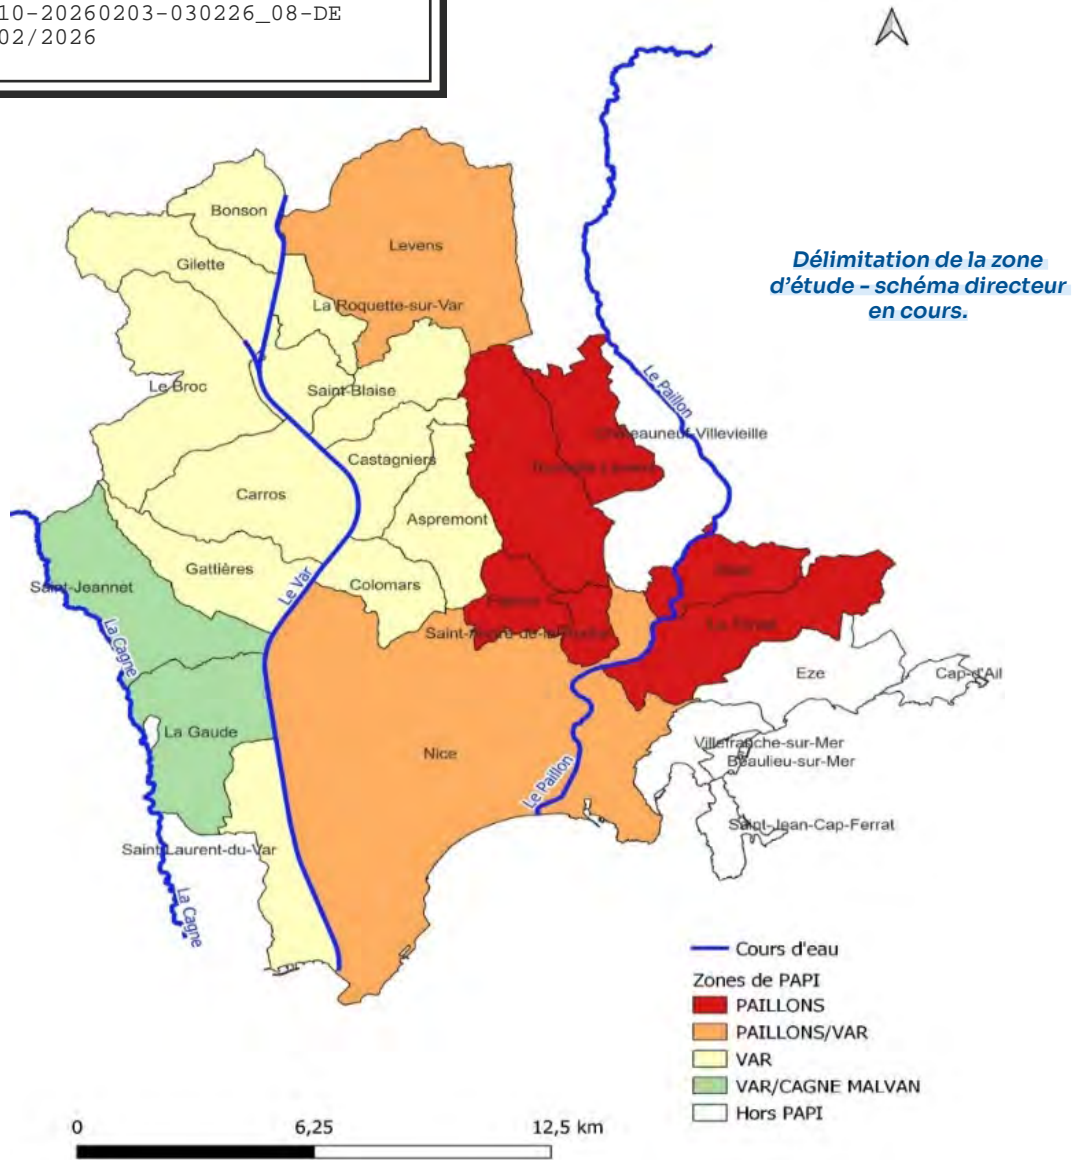 10-20260203-030226_08-DE
02/2026
Délimitation de la zone
d'étude – schéma directeur
en cours.
Bonson
Levens
Gilette
La Roquette-sur-Var
Le Broc
Saint-Blaise
Le Paillon
Castagniers
Carros
Aspremont
Gattières
Colomars
Le Var
Saint-Jeannet
La Cagne
Eze
Cap-d'Ail
La Gaude
Nice
Villefranche-sur-Mer
Beaulieu-sur-Mer
Le Paillon
Saint-Jean-Cap-Ferrat
Saint-Laurent-du-Var
La Cagne
Cours d'eau
Zones de PAPI
PAILLONS
PAILLONS/VAR
VAR
VAR/CAGNE MALVAN
Hors PAPI
0 6,25 12,5 km